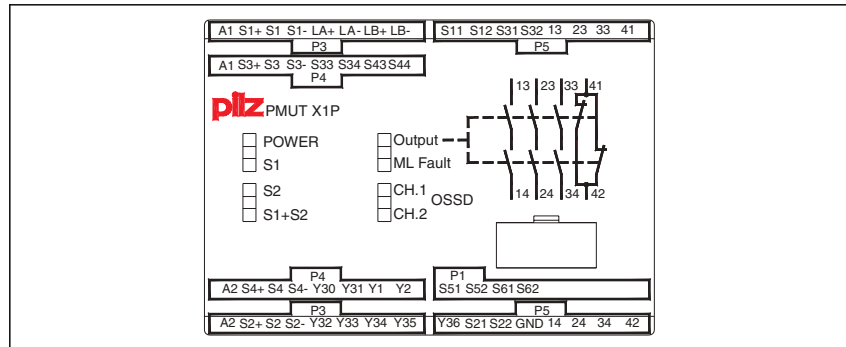 A1 S1+ S1 S1- LA+ LA- LB+ LB-
P3
S11 S12 S31 S32 13 23 33 41
P5
A1 S3+ S3 S3- S33 S34 S43 S44
P4
13 23 33 41
pilz PMUT X1P
POWER
S1
S2
S1+S2
Output
ML Fault
CH.1
CH.2
OSSD
14 24 34 42
P4
A2 S4+ S4 S4- Y30 Y31 Y1 Y2
P1
S51 S52 S61 S62
P3
A2 S2+ S2 S2- Y32 Y33 Y34 Y35
P5
Y36 S21 S22 GND 14 24 34 42